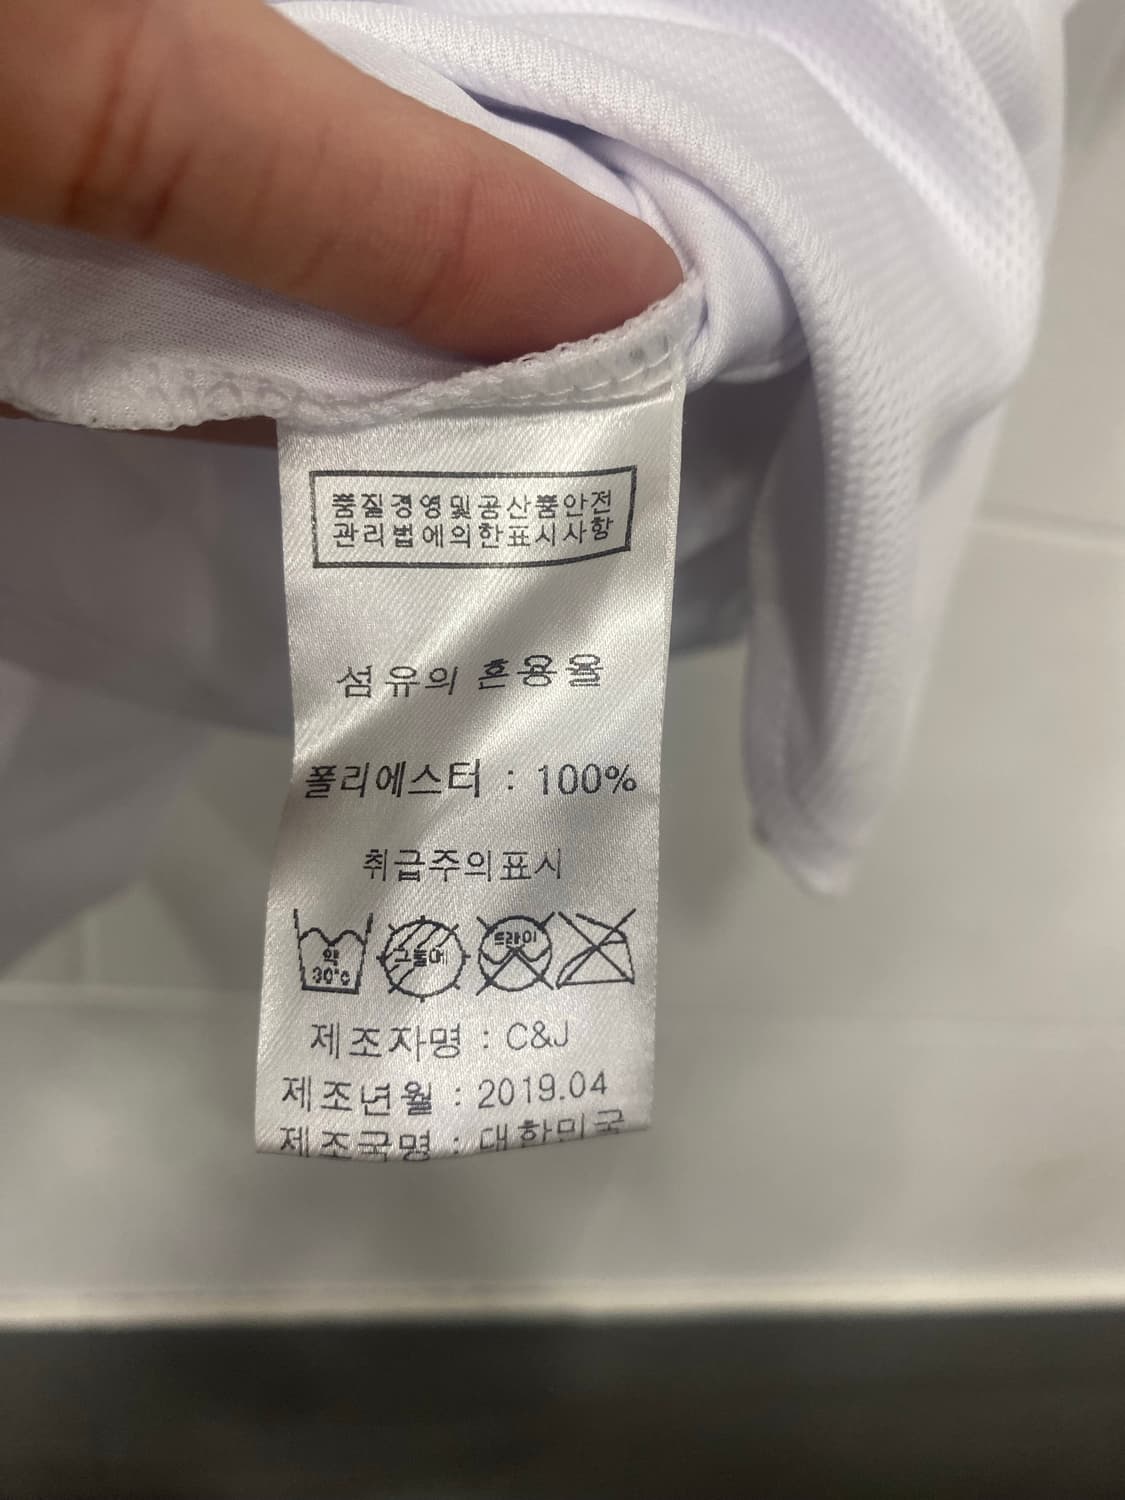 품질경영및공산품안전
관리법에의한표시사항
섬유의 혼용율
폴리에스터 : 100%
취급주의표시
약 30°c 그늘에 드라이
제조자명 : C&J
제조년월 : 2019.04
제조국명 : 대한민국